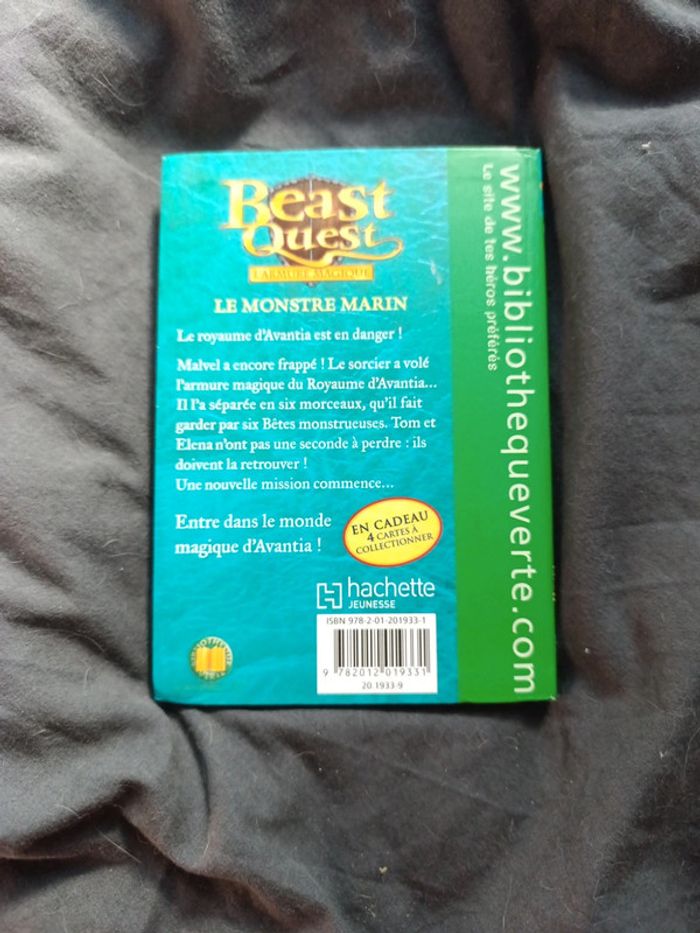 Beast
Quest
L'ARMURE MAGIQUE
LE MONSTRE MARIN
Le royaume d'Avantia est en danger !
Malvel a encore frappé ! Le sorcier a volé
l'armure magique du Royaume d'Avantia...
Il l'a séparée en six morceaux, qu'il fait
garder par six Bêtes monstrueuses. Tom et
Elena n'ont pas une seconde à perdre : ils
doivent la retrouver !
Une nouvelle mission commence...
Entre dans le monde
magique d'Avantia !
EN CADEAU
4 CARTES À
COLLECTIONNER
hachette
JEUNESSE
ISBN 978-2-01-201933-1
9 782012 019331
20 1933-9
www.bibliothequeverte.com
Le site de tes héros préférés